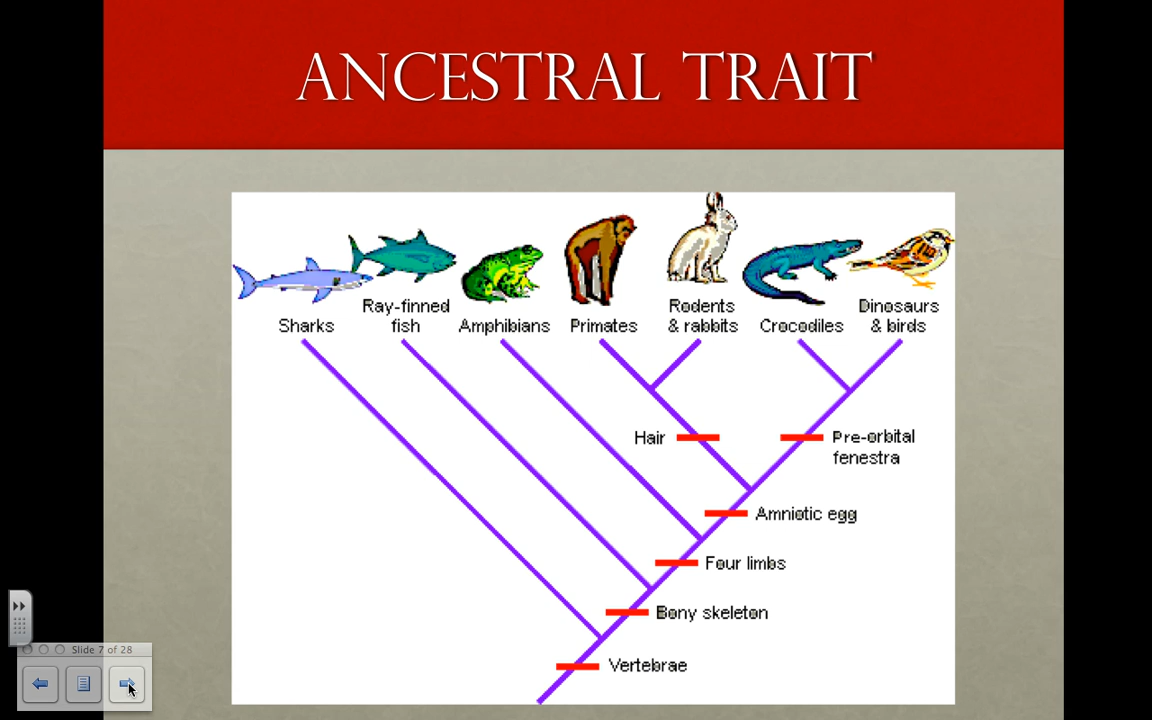 ANCESTRAL TRAIT
Sharks
Ray-finned
fish
Amphibians
Primates
Rodents
& rabbits
Crocodiles
Dinosaurs
& birds
Hair
Pre-orbital
fenestra
Amniotic egg
Four limbs
Bony skeleton
Vertebrae
Slide 7 of 28